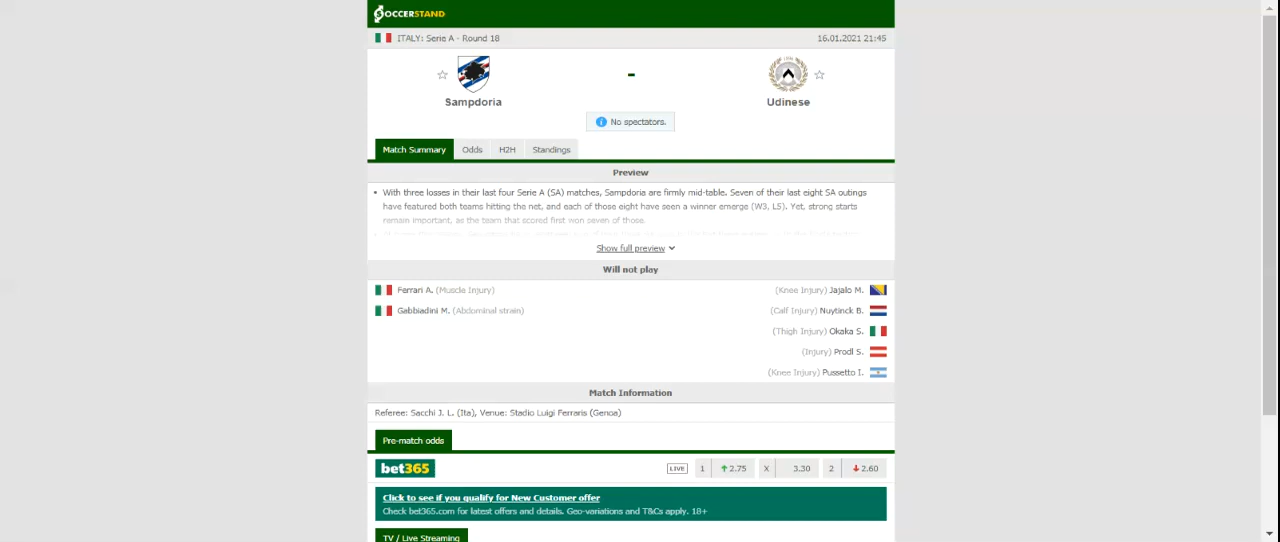 SOCCERSTAND
ITALY: Serie A - Round 18 16.01.2021 21:45
-
Sampdoria Udinese
No spectators.
Match Summary Odds H2H Standings
Preview
With three losses in their last four Serie A (SA) matches, Sampdoria are firmly mid-table. Seven of their last eight SA outings
have featured both teams hitting the net, and each of those eight have seen a winner emerge (W3, L5). Yet, strong starts
remain important, as the team that scored first won seven of those.
Show full preview
Will not play
Ferrari A. (Muscle Injury) (Knee Injury) Jajalo M.
Gabbiadini M. (Abdominal strain) (Calf Injury) Nuytinck B.
(Thigh Injury) Okaka S.
(Injury) Prodl S.
(Knee Injury) Pussetto I.
Match Information
Referee: Sacchi J. L. (Ita), Venue: Stadio Luigi Ferraris (Genoa)
Pre-match odds
bet365 LIVE 1 2.75 X 3.30 2 2.60
Click to see if you qualify for New Customer offer
Check bet365.com for latest offers and details. Geo-variations and T&Cs apply. 18+
TV / Live Streaming